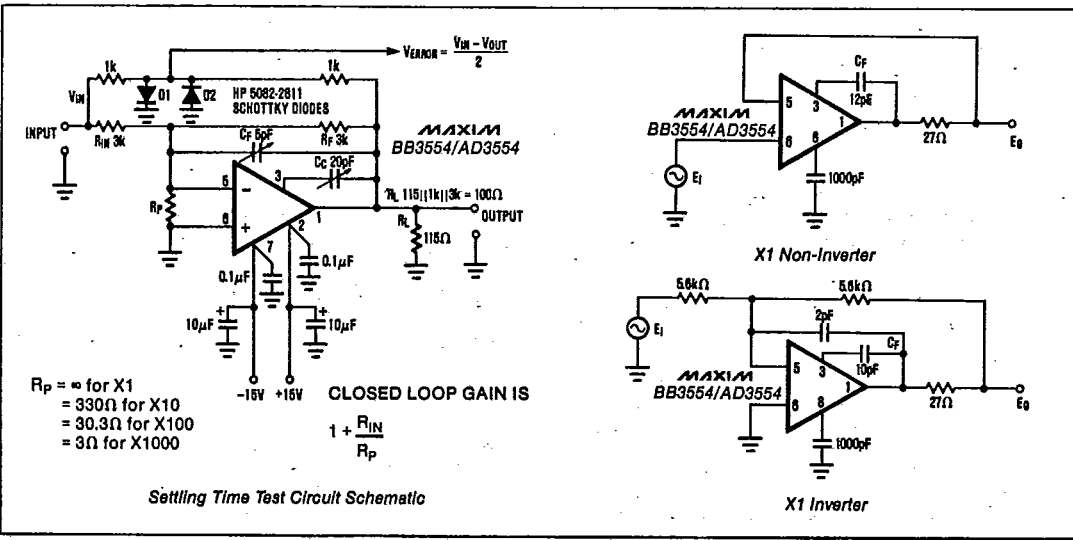 VERROR = VIN – VOUT
2
1k
1k
VIN
D1
D2
HP 5082-2811
SCHOTTKY DIODES
INPUT
RIN 3k
RF 3k
CF 5pF
MAXIM
BB3554/AD3554
CC 20pF
3
5
–
RP
6
+
1
RL 115||1k||3k = 100Ω
OUTPUT
RL
115Ω
7
2
0.1μF
0.1μF
+
10μF
+
10μF
–15V +15V
RP = ∞ for X1
= 330Ω for X10
= 30.3Ω for X100
= 3Ω for X1000
CLOSED LOOP GAIN IS
1 + RIN
RP
Settling Time Test Circuit Schematic
CF
12pF
5
3
1
MAXIM
BB3554/AD3554
6
27Ω
E0
EI
1000pF
X1 Non-Inverter
5.6kΩ
5.6kΩ
EI
2pF
CF
10pF
5
3
1
MAXIM
BB3554/AD3554
6
8
27Ω
E0
1000pF
X1 Inverter